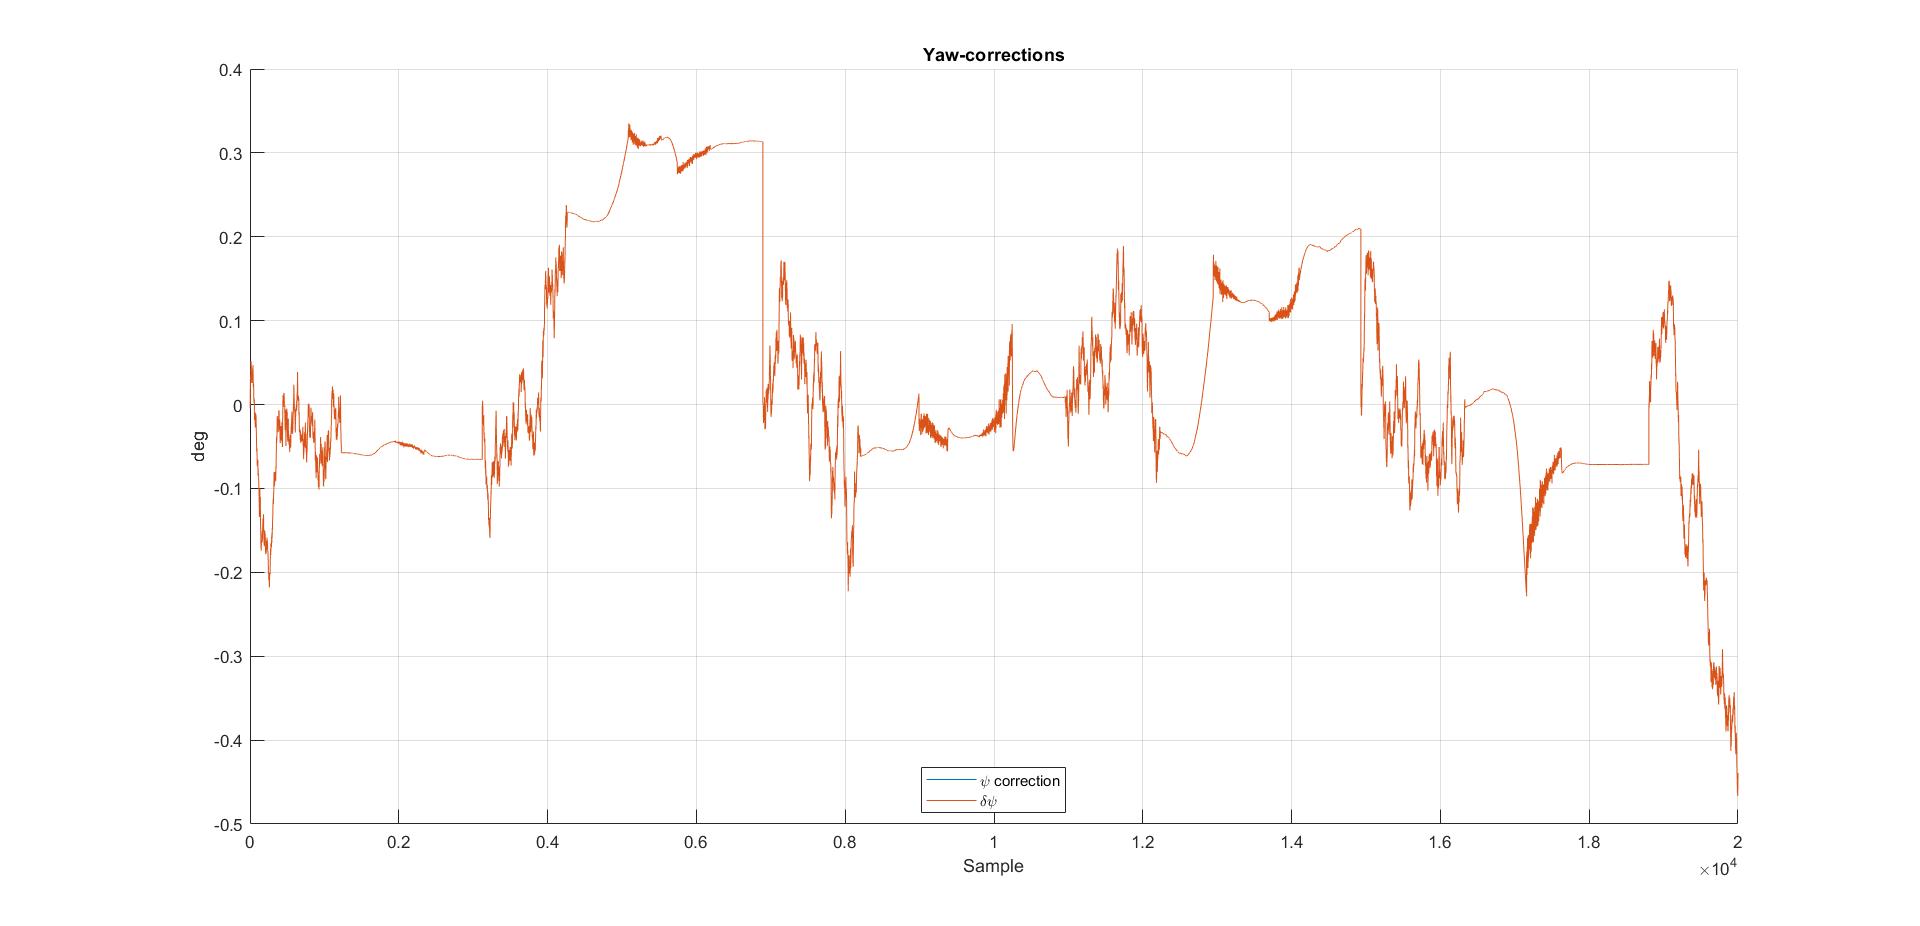 Yaw-corrections
0.4
0.3
0.2
0.1
0
-0.1
-0.2
-0.3
-0.4
-0.5
deg
ψ correction
δψ
0 0.2 0.4 0.6 0.8 1 1.2 1.4 1.6 1.8 2
Sample
×10⁴